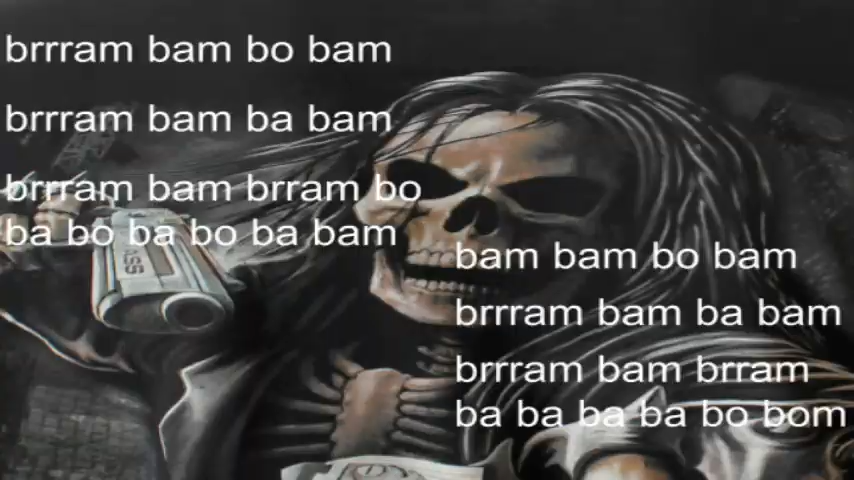 brrram bam bo bam
brrram bam ba bam
brrram bam brram bo
ba bo ba bo ba bam
bam bam bo bam
brrram bam ba bam
brrram bam brram
ba ba ba ba bo bom